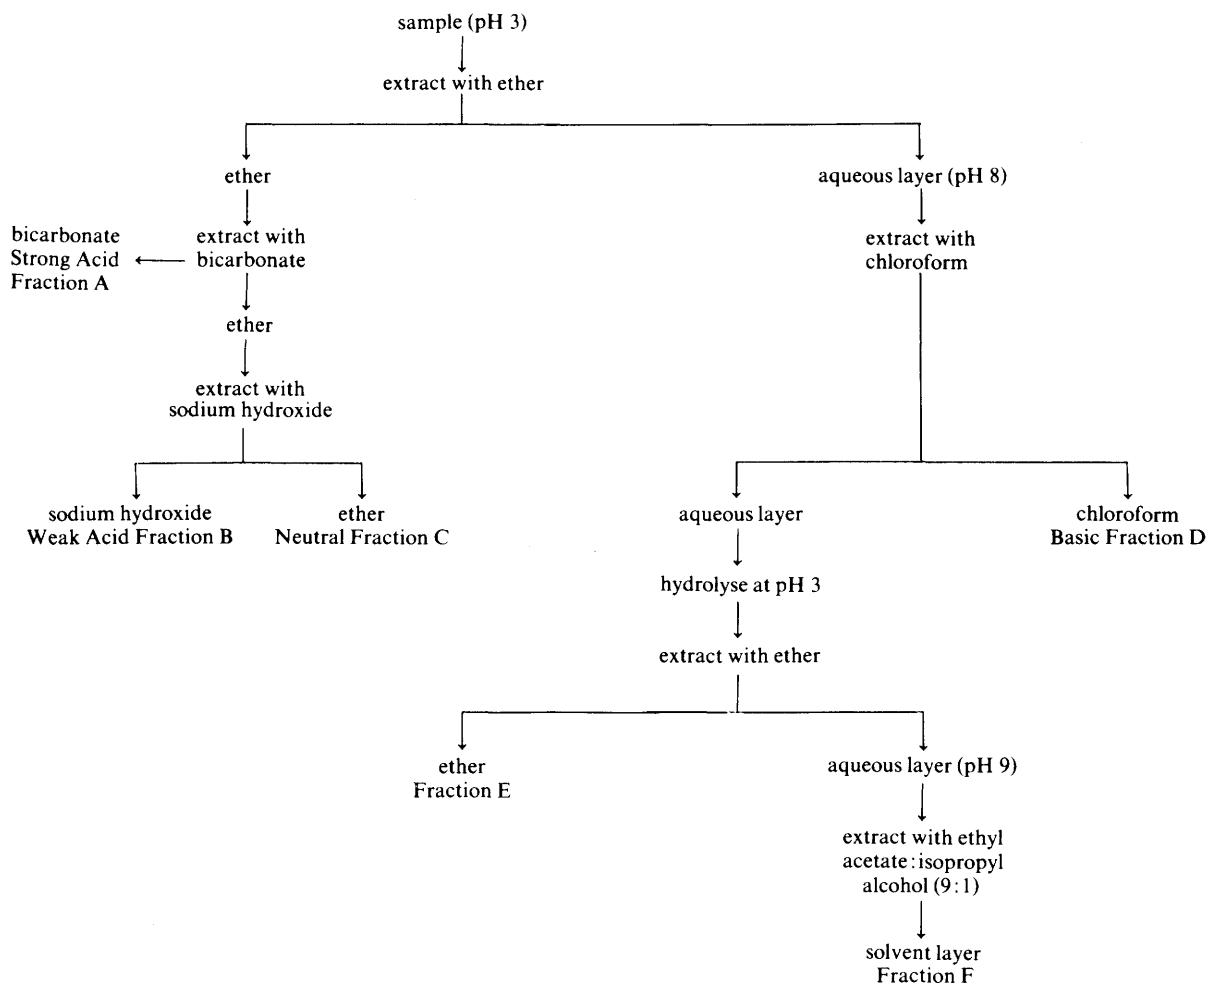 sample (pH 3)
extract with ether
ether
aqueous layer (pH 8)
bicarbonate
Strong Acid
Fraction A
extract with
bicarbonate
extract with
chloroform
ether
extract with
sodium hydroxide
sodium hydroxide
Weak Acid Fraction B
ether
Neutral Fraction C
aqueous layer
chloroform
Basic Fraction D
hydrolyse at pH 3
extract with ether
ether
Fraction E
aqueous layer (pH 9)
extract with ethyl
acetate:isopropyl
alcohol (9:1)
solvent layer
Fraction F